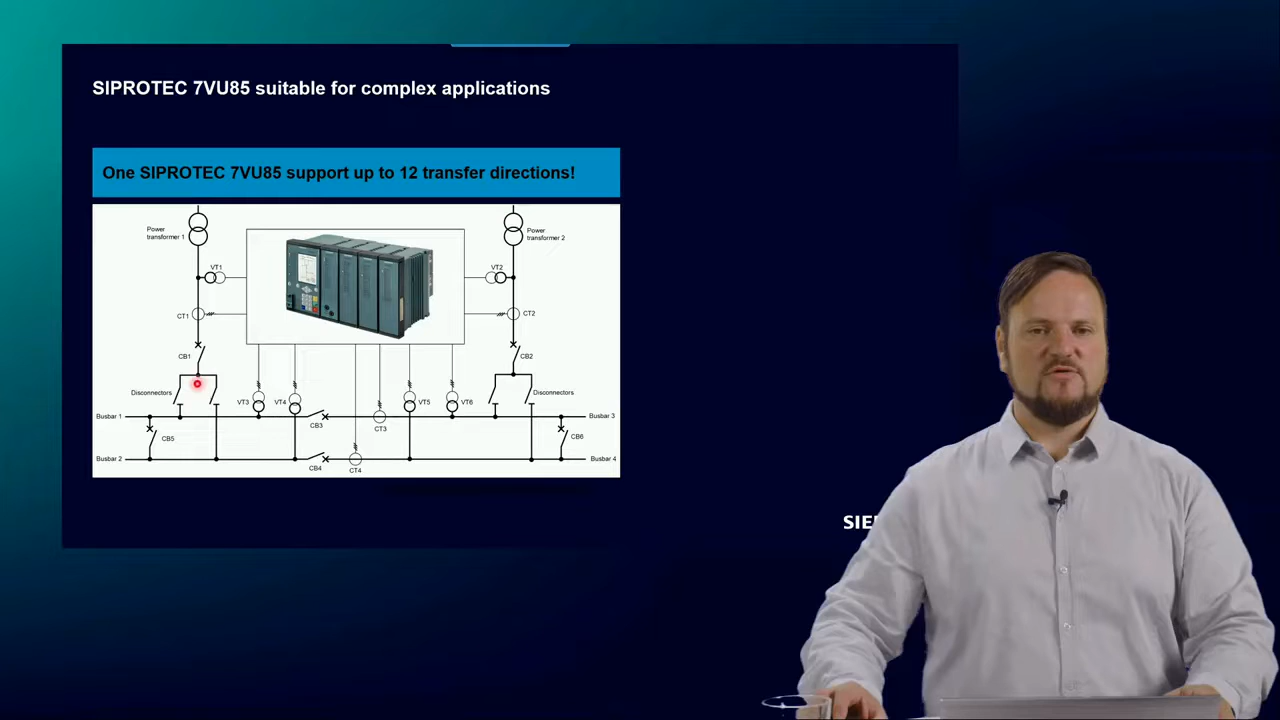 SIPROTEC 7VU85 suitable for complex applications
One SIPROTEC 7VU85 support up to 12 transfer directions!
Power
transformer 1
Power
transformer 2
VT1
VT2
CT1
CT2
CB1
CB2
Disconnectors
Disconnectors
VT3
VT4
VT5
VT6
Busbar 1
Busbar 3
CB3
CT3
CB5
CB6
Busbar 2
Busbar 4
CB4
CT4
SIE